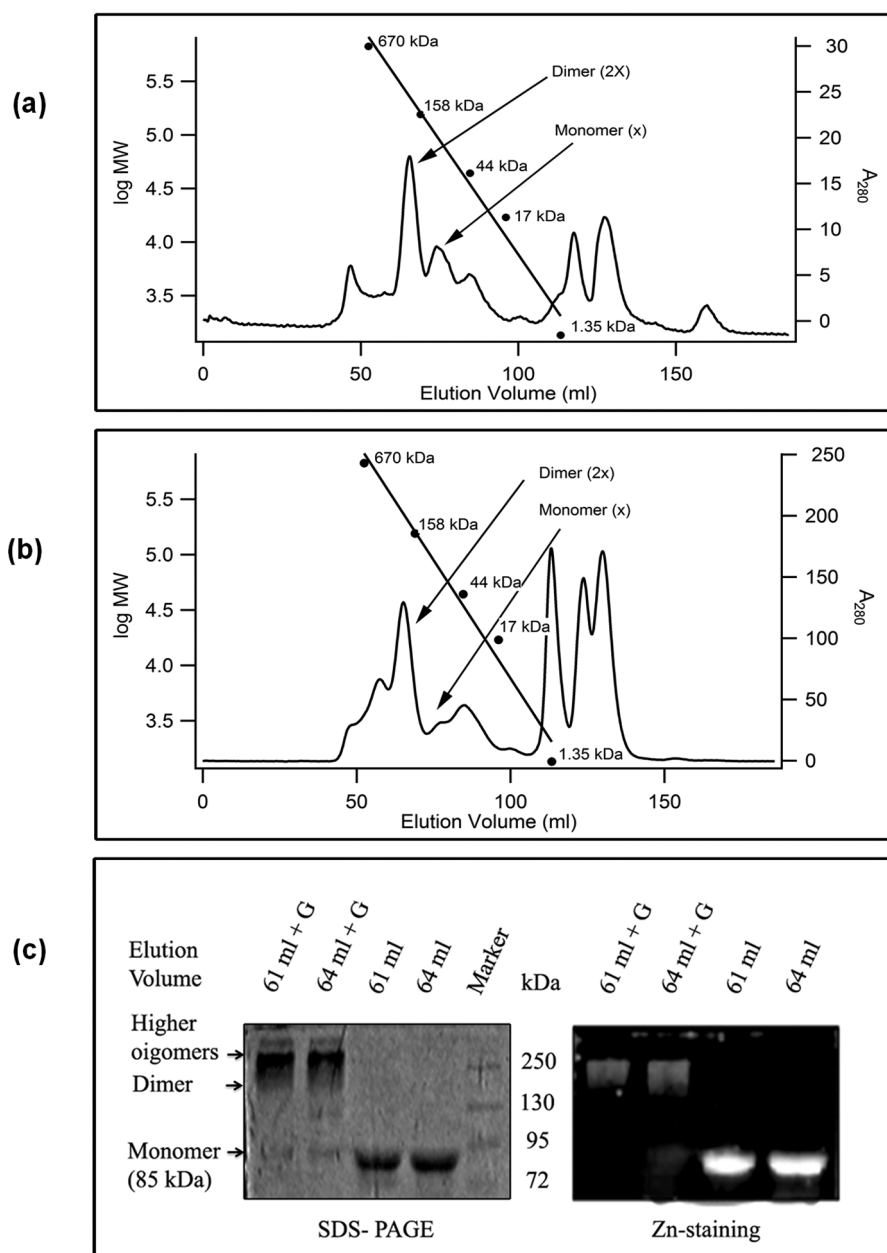 (a)
670 kDa
Dimer (2X)
158 kDa
Monomer (x)
44 kDa
17 kDa
1.35 kDa
log MW
5.5
5.0
4.5
4.0
3.5
A280
30
25
20
15
10
5
0
0 50 100 150
Elution Volume (ml)
(b)
670 kDa
Dimer (2x)
Monomer (x)
158 kDa
44 kDa
17 kDa
1.35 kDa
log MW
5.5
5.0
4.5
4.0
3.5
A280
250
200
150
100
50
0
0 50 100 150
Elution Volume (ml)
(c)
Elution
Volume
61 ml + G
64 ml + G
61 ml
64 ml
Marker
kDa
61 ml + G
64 ml + G
61 ml
64 ml
Higher
oigomers
Dimer
Monomer
(85 kDa)
250
130
95
72
SDS- PAGE
Zn-staining